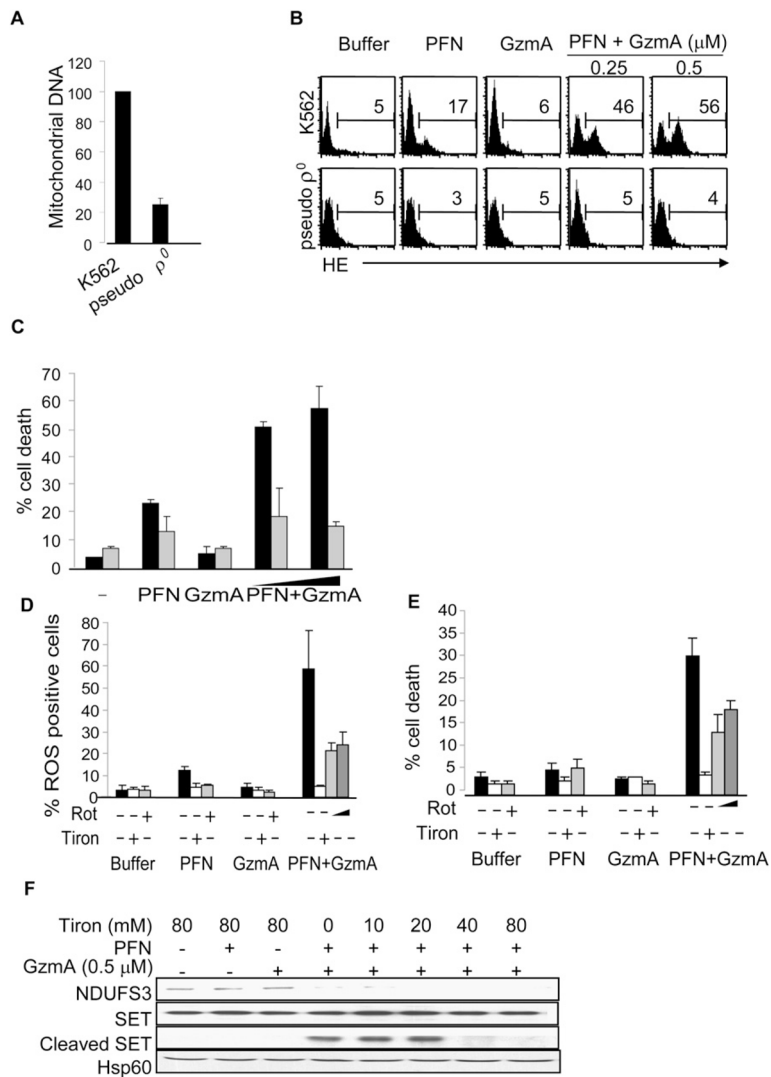 A
Mitochondrial DNA
120
100
80
60
40
20
0
K562
pseudo ρ⁰
B
Buffer PFN GzmA PFN + GzmA (μM)
0.25 0.5
K562
5 17 6 46 56
pseudo ρ⁰
5 3 5 5 4
HE
C
% cell death
70
60
50
40
30
20
10
0
– PFN GzmA PFN+GzmA
D
% ROS positive cells
80
70
60
50
40
30
20
10
0
Rot – – + – – + – – + – –
Tiron – + – – + – – + – – + – –
Buffer PFN GzmA PFN+GzmA
E
% cell death
40
35
30
25
20
15
10
5
0
Rot – – + – – + – – + – –
Tiron – + – – + – – + – – + – –
Buffer PFN GzmA PFN+GzmA
F
Tiron (mM) 80 80 80 0 10 20 40 80
PFN - + - + + + + +
GzmA (0.5 μM) - - + + + + + +
NDUFS3
SET
Cleaved SET
Hsp60